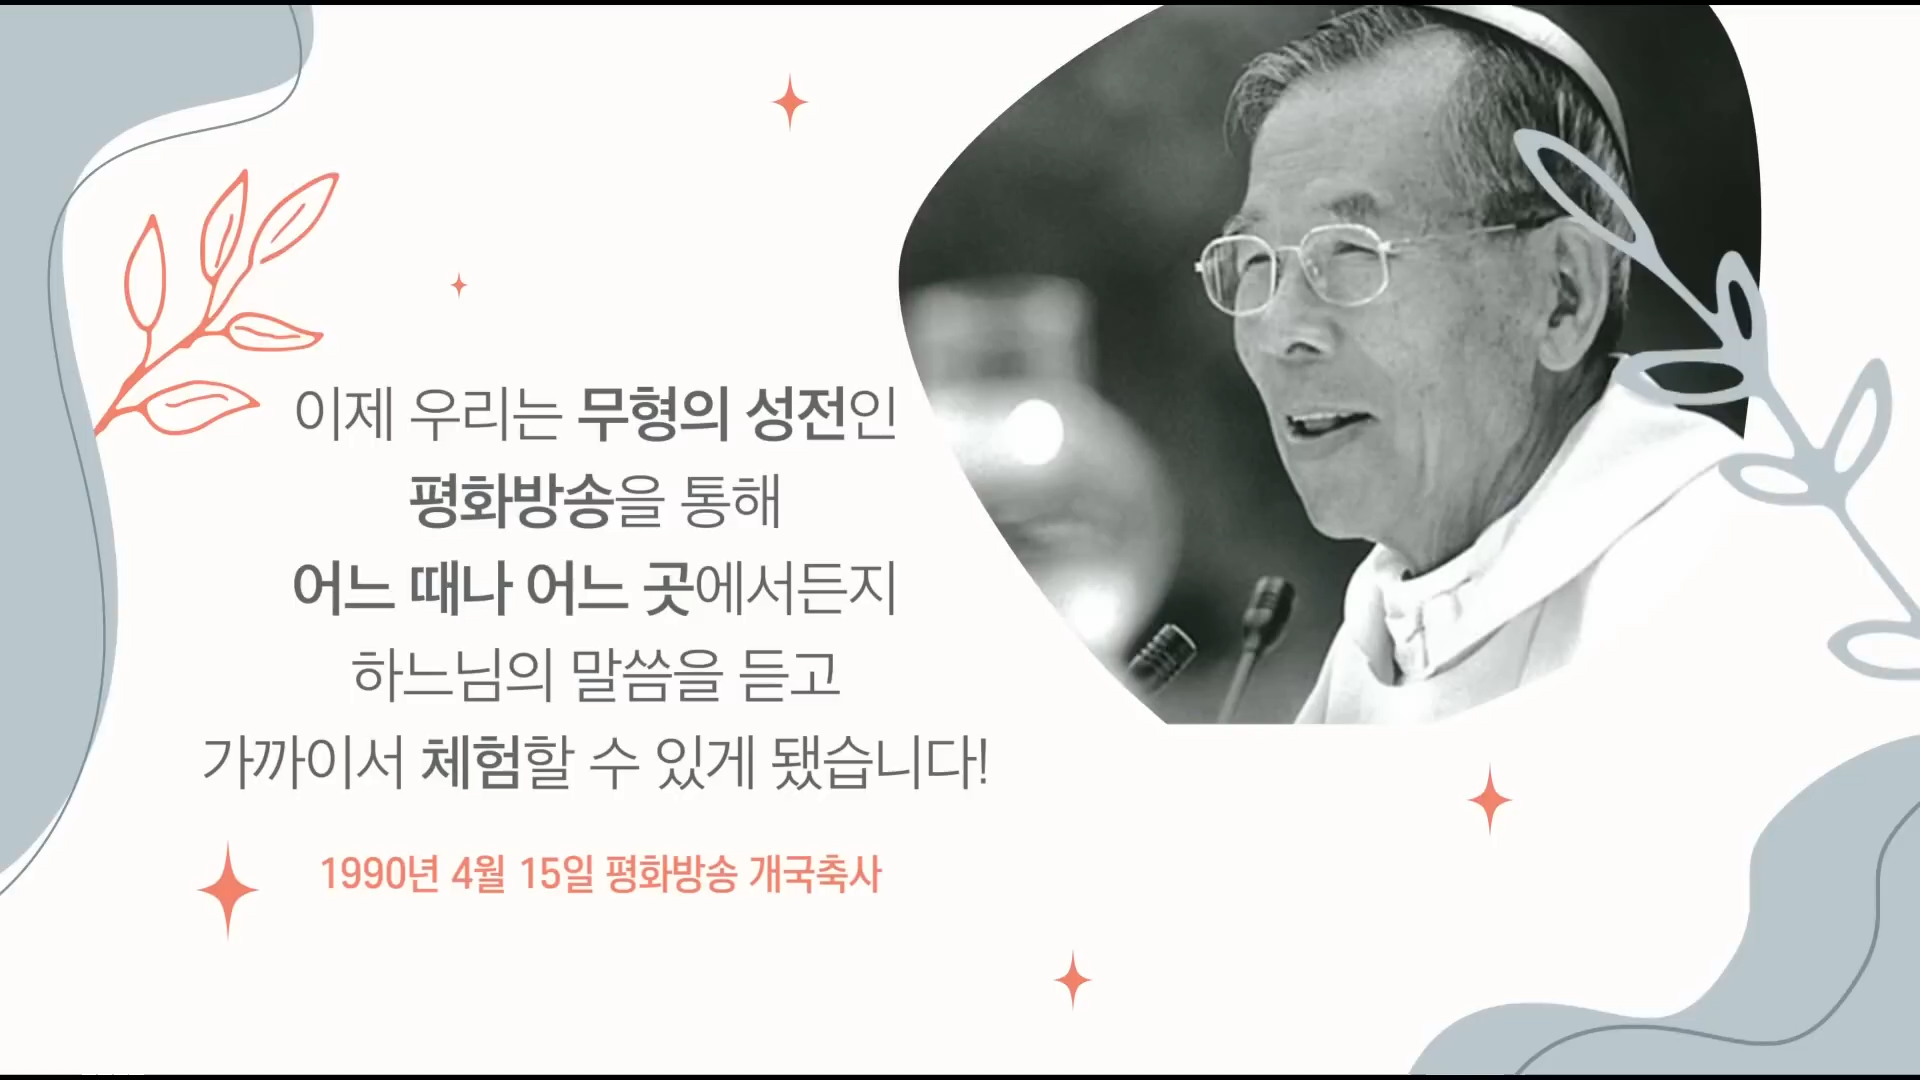 이제 우리는 무형의 성전인
평화방송을 통해
어느 때나 어느 곳에서든지
하느님의 말씀을 듣고
가까이서 체험할 수 있게 됐습니다!
1990년 4월 15일 평화방송 개국축사